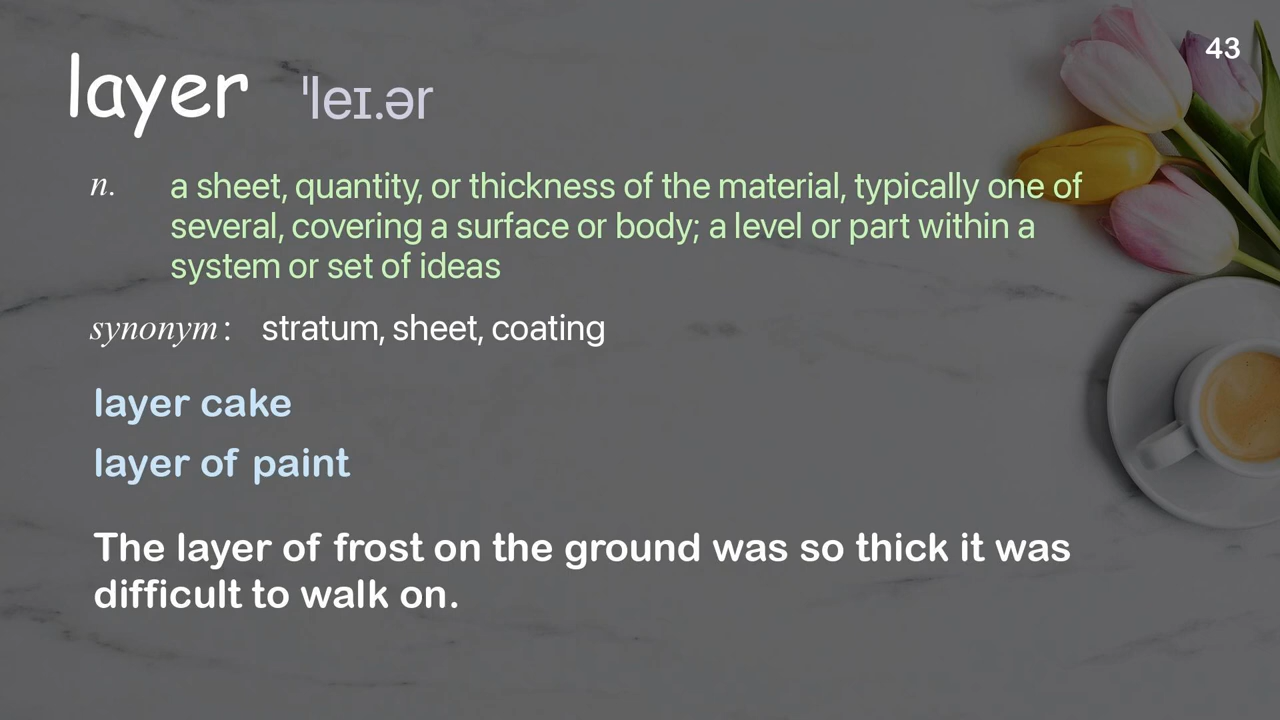 43
layer ˈleɪ.ər
n. a sheet, quantity, or thickness of the material, typically one of
several, covering a surface or body; a level or part within a
system or set of ideas
synonym: stratum, sheet, coating
layer cake
layer of paint
The layer of frost on the ground was so thick it was
difficult to walk on.